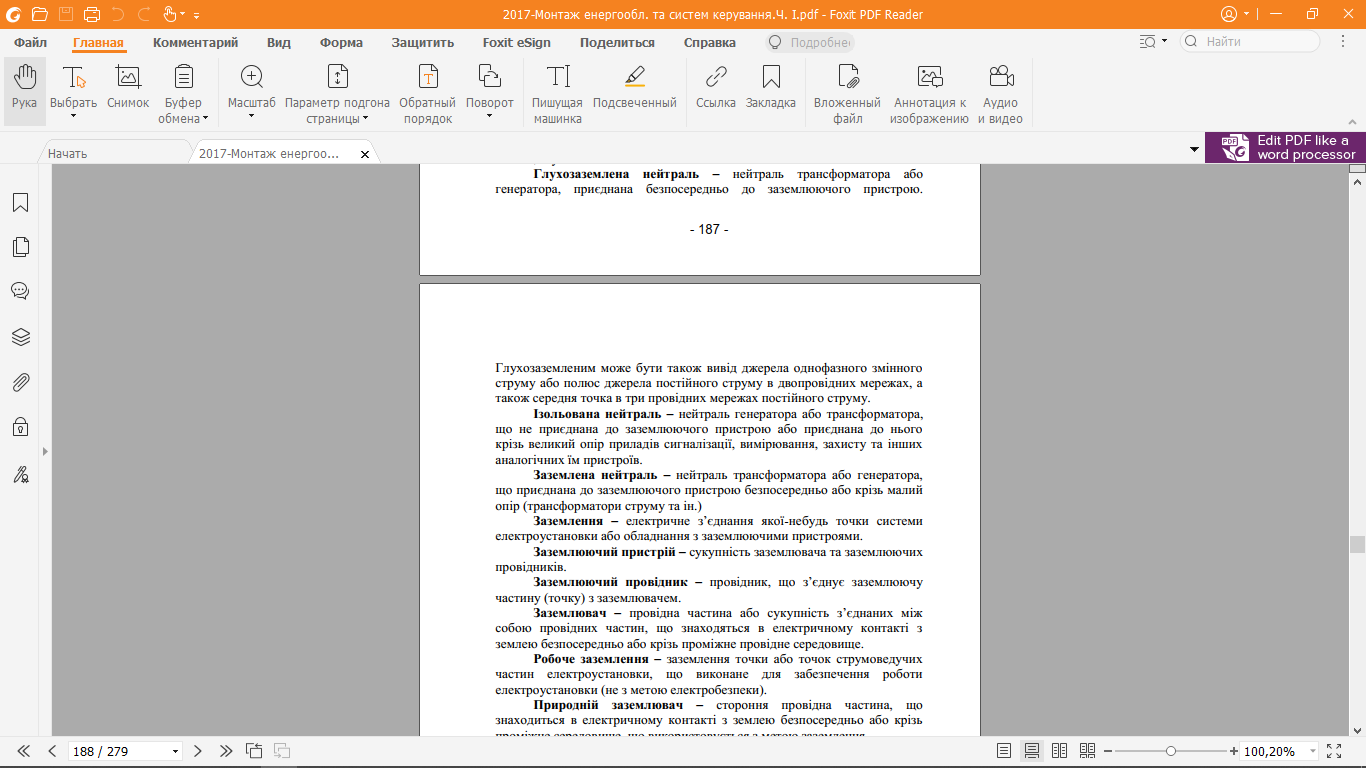 2017-Монтаж енергообл. та систем керування.Ч. I.pdf - Foxit PDF Reader
Файл Главная Комментарий Вид Форма Защитить Foxit eSign Поделиться Справка Подробнее Найти
Рука Выбрать Снимок Буфер обмена Масштаб Параметр подгона страницы Обратный порядок Поворот Пишущая машинка Подсвеченный Ссылка Закладка Вложенный файл Аннотация к изображению Аудио и видео
Начать 2017-Монтаж енергоо... Edit PDF like a
word processor
Глухозаземлена нейтраль – нейтраль трансформатора або
генератора, приєднана безпосередньо до заземлюючого пристрою.
- 187 -
Глухозаземленим може бути також вивід джерела однофазного змінного
струму або полюс джерела постійного струму в двопровідних мережах, а
також середня точка в три провідних мережах постійного струму.
Ізольована нейтраль – нейтраль генератора або трансформатора,
що не приєднана до заземлюючого пристрою або приєднана до нього
крізь великий опір приладів сигналізації, вимірювання, захисту та інших
аналогічних їм пристроїв.
Заземлена нейтраль – нейтраль трансформатора або генератора,
що приєднана до заземлюючого пристрою безпосередньо або крізь малий
опір (трансформатори струму та ін.)
Заземлення – електричне з’єднання якої-небудь точки системи
електроустановки або обладнання з заземлюючими пристроями.
Заземлюючий пристрій – сукупність заземлювача та заземлюючих
провідників.
Заземлюючий провідник – провідник, що з’єднує заземлюючу
частину (точку) з заземлювачем.
Заземлювач – провідна частина або сукупність з’єднаних між
собою провідних частин, що знаходяться в електричному контакті з
землею безпосередньо або крізь проміжне провідне середовище.
Робоче заземлення – заземлення точки або точок струмоведучих
частин електроустановки, що виконане для забезпечення роботи
електроустановки (не з метою електробезпеки).
Природній заземлювач – стороння провідна частина, що
знаходиться в електричному контакті з землею безпосередньо або крізь
проміжне середовище, що використовується з метою заземлення
188 / 279 100,20%